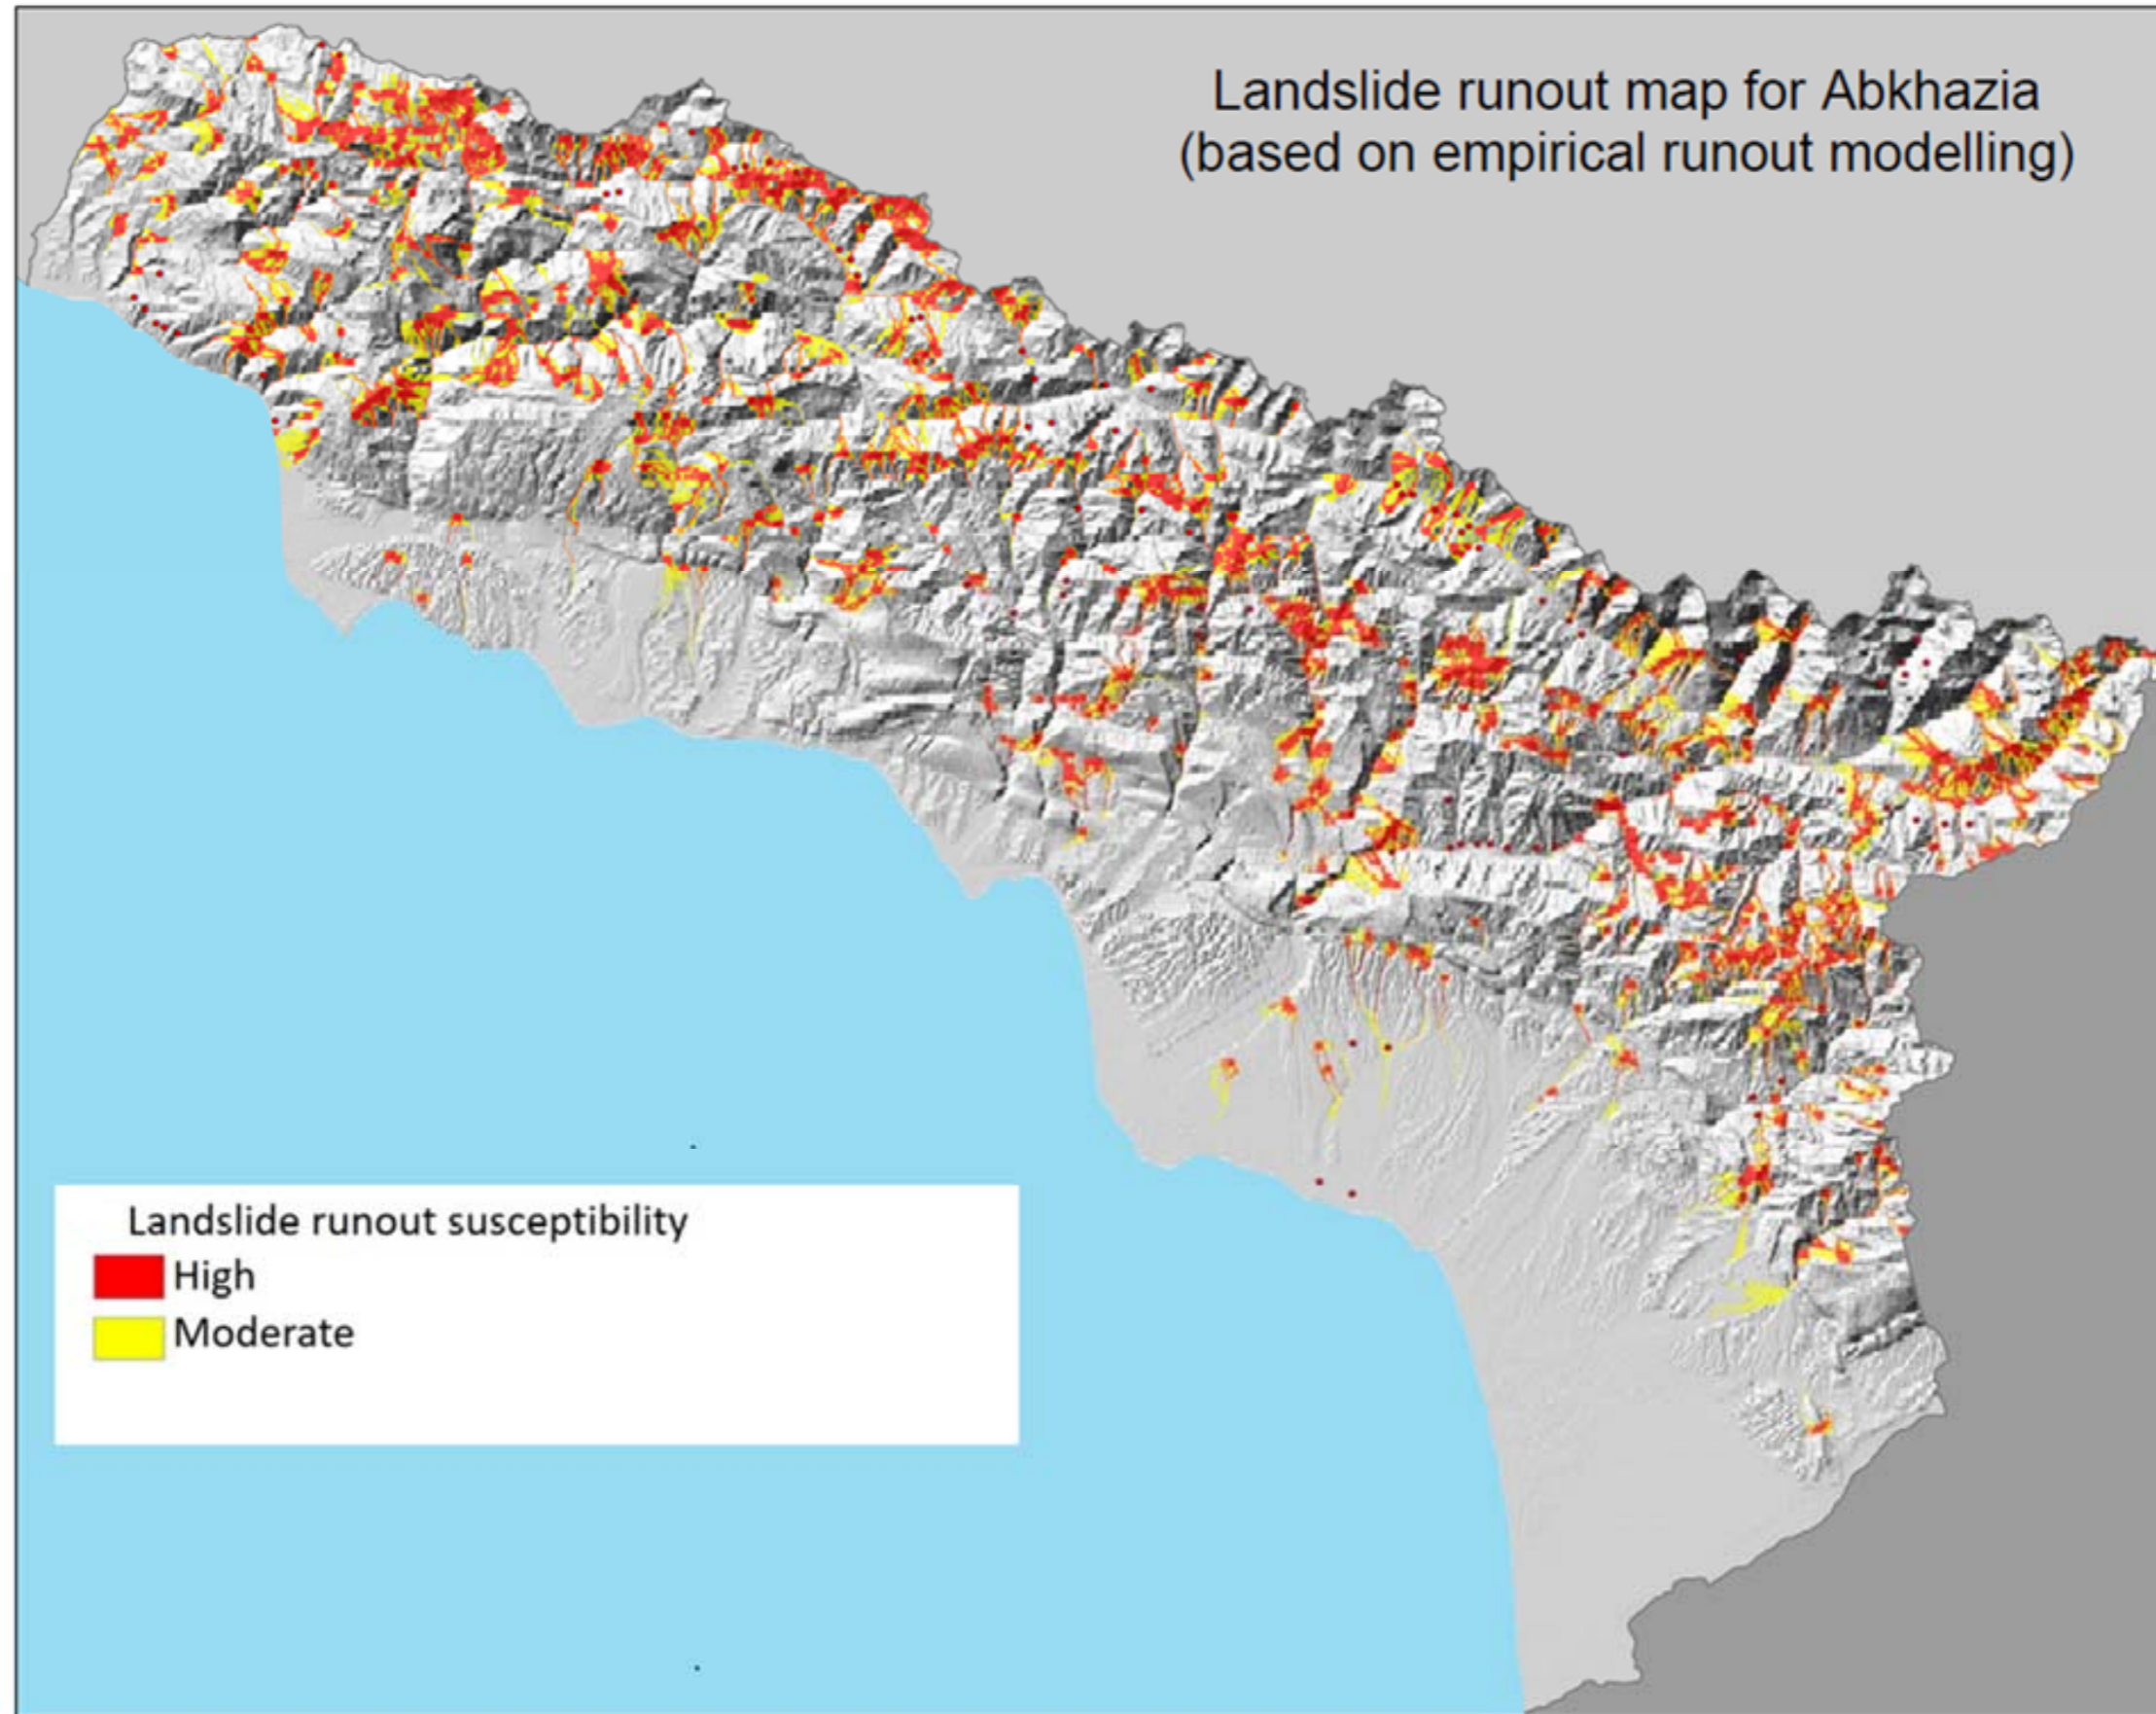 Landslide runout map for Abkhazia
(based on empirical runout modelling)
Landslide runout susceptibility
High
Moderate